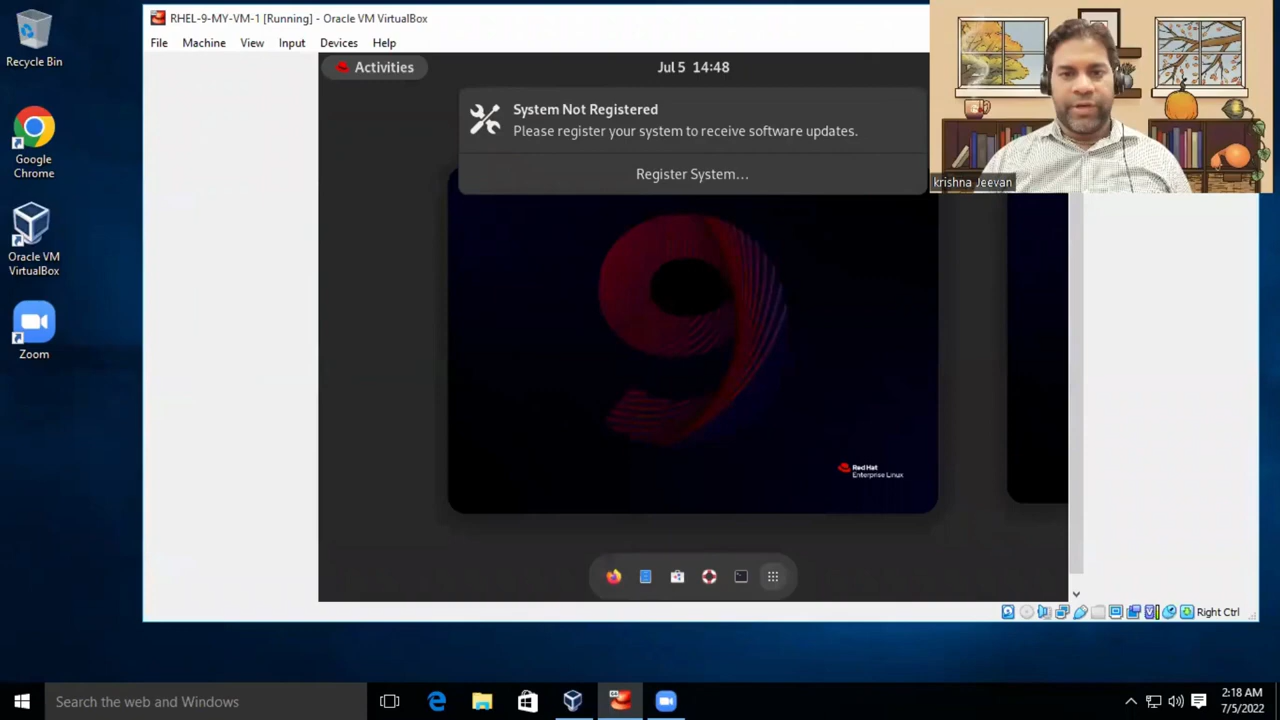 Recycle Bin
Google
Chrome
Oracle VM
VirtualBox
Zoom
RHEL-9-MY-VM-1 [Running] - Oracle VM VirtualBox
File Machine View Input Devices Help
Activities
Jul 5 14:48
System Not Registered
Please register your system to receive software updates.
Register System...
krishna Jeevan
9
Red Hat
Enterprise Linux
Right Ctrl
Search the web and Windows
2:18 AM
7/5/2022